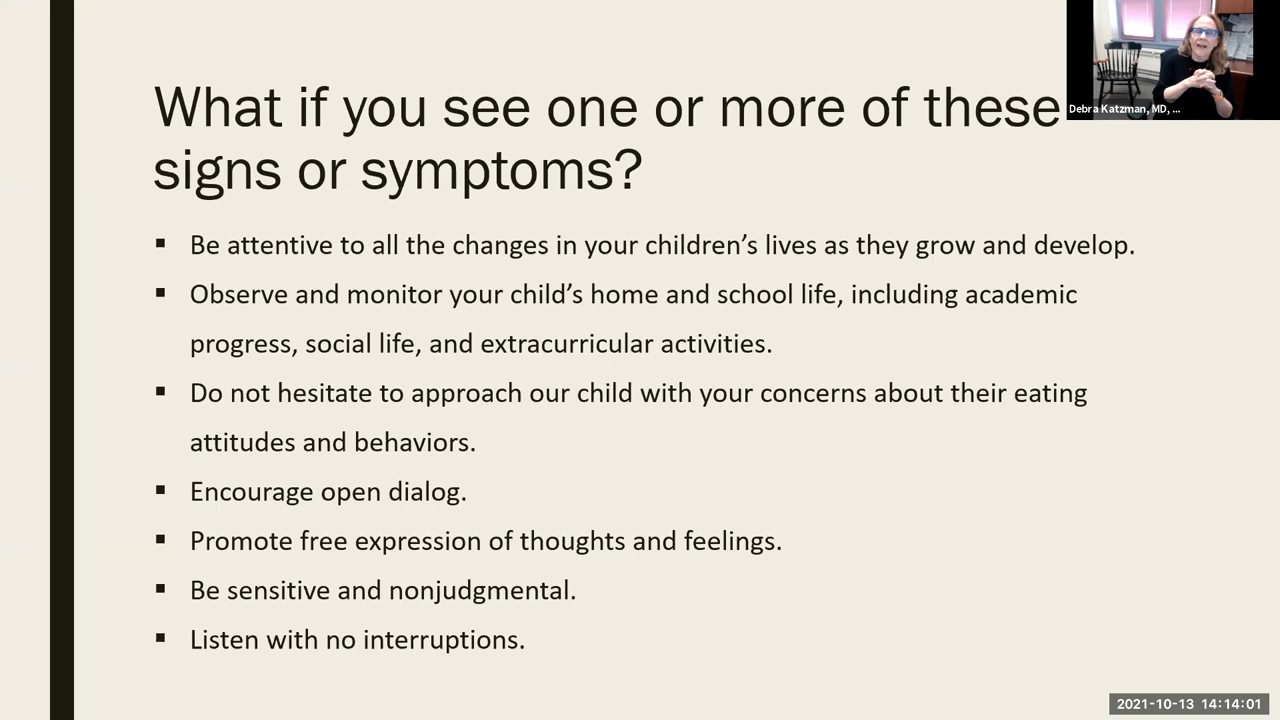 What if you see one or more of these
signs or symptoms?
▪ Be attentive to all the changes in your children’s lives as they grow and develop.
▪ Observe and monitor your child’s home and school life, including academic
progress, social life, and extracurricular activities.
▪ Do not hesitate to approach our child with your concerns about their eating
attitudes and behaviors.
▪ Encourage open dialog.
▪ Promote free expression of thoughts and feelings.
▪ Be sensitive and nonjudgmental.
▪ Listen with no interruptions.
Debra Katzman, MD, ...
2021-10-13 14:14:01